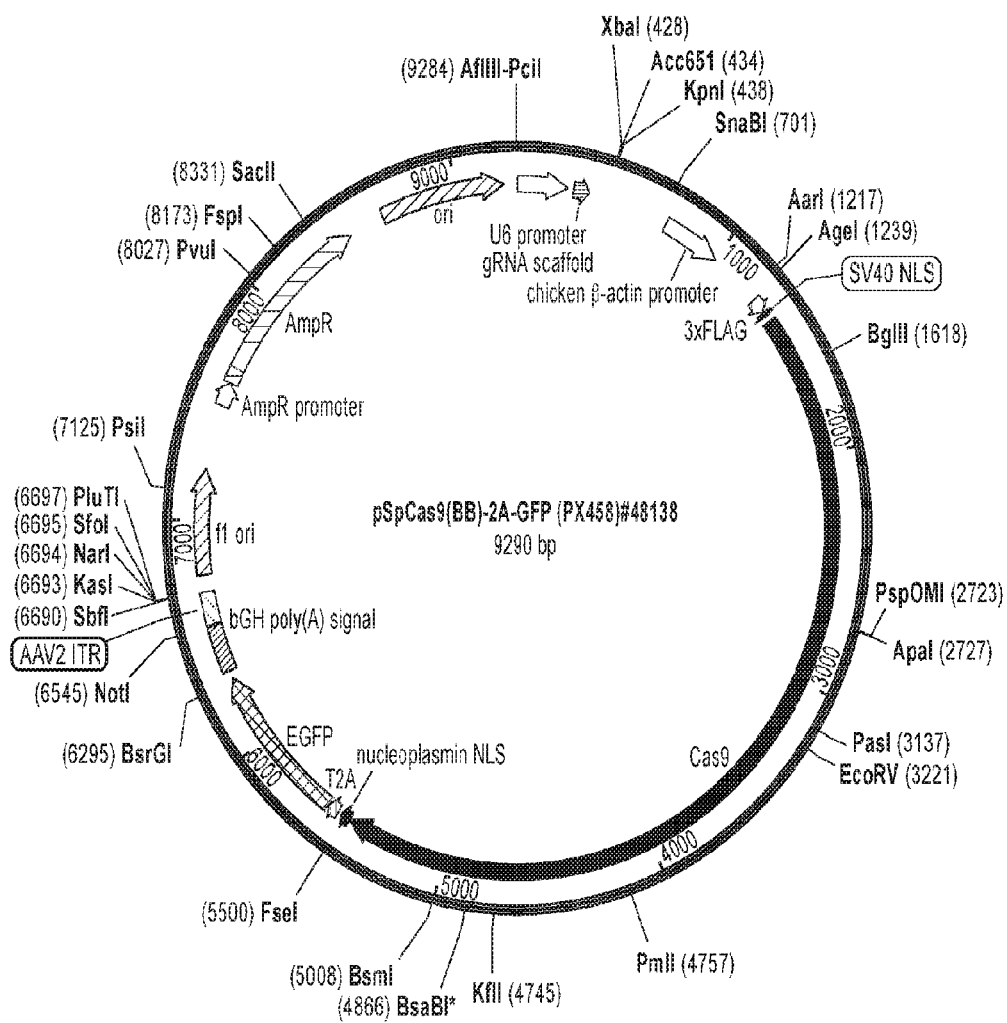 XbaI (428)
(9284) AflIII-PciI
Acc651 (434)
KpnI (438)
SnaBI (701)
(8331) SacII
(8173) FspI
(8027) PvuI
9000
ori
U6 promoter
gRNA scaffold
chicken β-actin promoter
1000
AarI (1217)
AgeI (1239)
SV40 NLS
3xFLAG
BglII (1618)
8000
AmpR
AmpR promoter
2000
(7125) PsiI
(6697) PluTI
(6695) SfoI
(6694) NarI
(6693) KasI
(6690) SbfI
AAV2 ITR
(6545) NotI
(6295) BsrGI
7000
f1 ori
bGH poly(A) signal
pSpCas9(BB)-2A-GFP (PX458)#48138
9290 bp
PspOMI (2723)
ApaI (2727)
3000
PasI (3137)
EcoRV (3221)
Cas9
EGFP
6000
T2A
nucleoplasmin NLS
4000
5000
(5500) FseI
(5008) BsmI
(4866) BsaBI*
KflI (4745)
PmlI (4757)